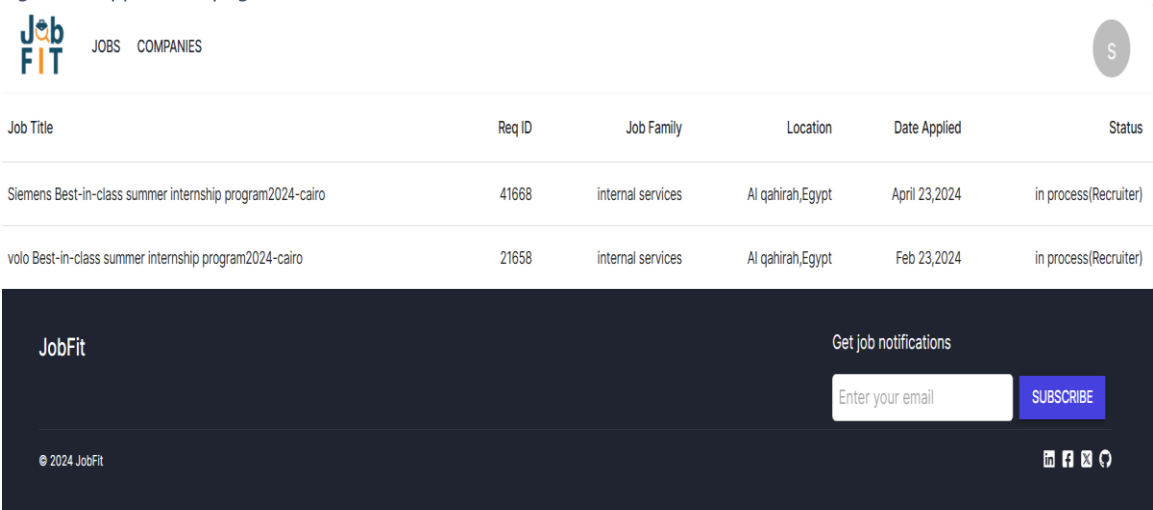 JOB
FIT
JOBS COMPANIES
S
Job Title Req ID Job Family Location Date Applied Status
Siemens Best-in-class summer internship program2024-cairo 41668 internal services Al qahirah,Egypt April 23,2024 in process(Recruiter)
volo Best-in-class summer internship program2024-cairo 21658 internal services Al qahirah,Egypt Feb 23,2024 in process(Recruiter)
JobFit
Get job notifications
Enter your email SUBSCRIBE
© 2024 JobFit